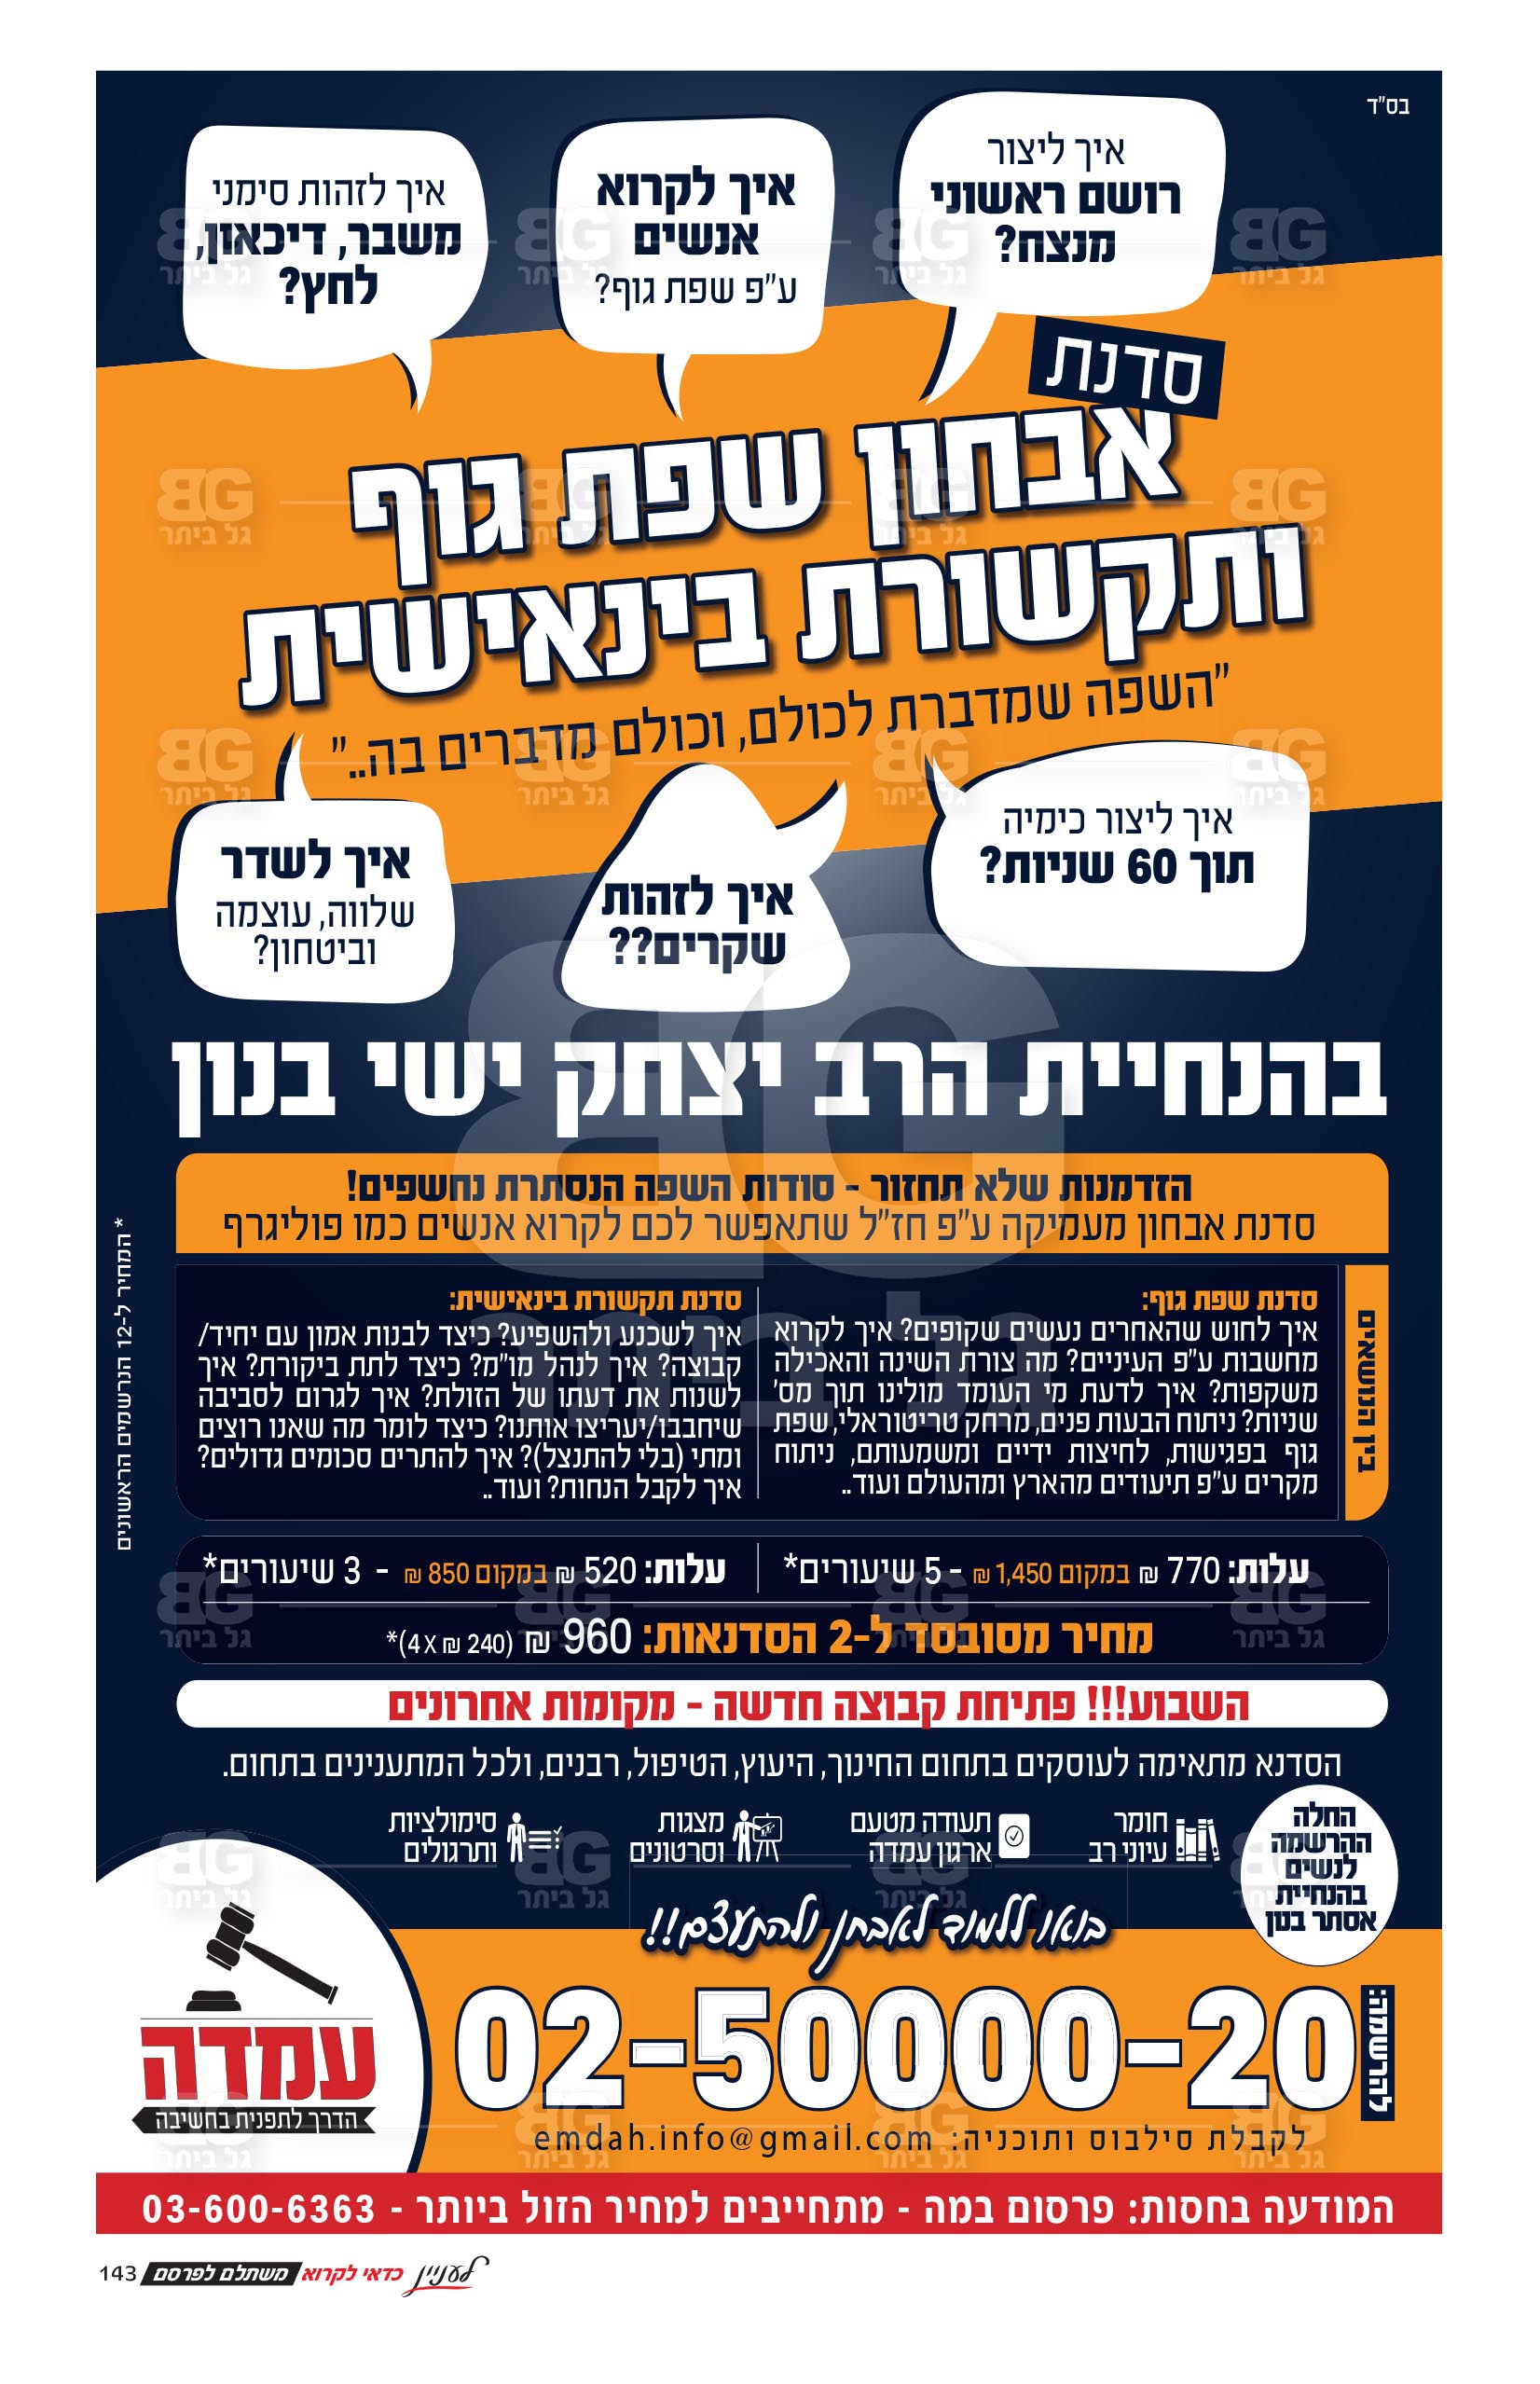 בס"ד
איך ליצור
רושם ראשוני
מנצח?
איך לקרוא
אנשים
ע"פ שפת גוף?
איך לזהות סימני
משבר, דיכאון,
לחץ?
סדנת
אבחון שפת גוף
ותקשורת בינאישית
"השפה שמדברת לכולם, וכולם מדברים בה.."
איך ליצור כימיה
תוך 60 שניות?
איך לזהות
שקרים??
איך לשדר
שלווה, עוצמה
וביטחון?
בהנחיית הרב יצחק ישי בנון
הזדמנות שלא תחזור - סודות השפה הנסתרת נחשפים!
סדנת אבחון מעמיקה ע"פ חז"ל שתאפשר לכם לקרוא אנשים כמו פוליגרף
בין הנושאים
סדנת שפת גוף:
איך לחוש שהאחרים נעשים שקופים? איך לקרוא
מחשבות ע"פ העיניים? מה צורת השינה והאכילה
משקפות? איך לדעת מי העומד מולינו תוך מס'
שניות? ניתוח הבעות פנים, מרחק טריטוראלי, שפת
גוף בפגישות, לחיצות ידיים ומשמעותם, ניתוח
מקרים ע"פ תיעודים מהארץ ומהעולם ועוד..
סדנת תקשורת בינאישית:
איך לשכנע ולהשפיע? כיצד לבנות אמון עם יחיד/
קבוצה? איך לנהל מו"מ? כיצד לתת ביקורת? איך
לשנות את דעתו של הזולת? איך לגרום לסביבה
שיחבבו/יעריצו אותנו? כיצד לומר מה שאנו רוצים
ומתי (בלי להתנצל)? איך להתרים סכומים גדולים?
איך לקבל הנחות? ועוד..
* המחיר ל-12 הנרשמים הראשונים
עלות: 770 ₪ במקום 1,450 ₪ - 5 שיעורים*
עלות: 520 ₪ במקום 850 ₪ - 3 שיעורים*
מחיר מסובסד ל-2 הסדנאות: 960 ₪ (240 ₪ X 4)*
השבוע!!! פתיחת קבוצה חדשה - מקומות אחרונים
הסדנא מתאימה לעוסקים בתחום החינוך, היעוץ, הטיפול, רבנים, ולכל המתענינים בתחום.
חומר
עיוני רב
תעודה מטעם
ארגון עמדה
מצגות
וסרטונים
סימולציות
ותרגולים
החלה
ההרשמה
לנשים
בהנחיית
אסתר בנון
בואו ללמוד לאבחן ולהתעצם!!
להרשמה:
02-50000-20
לקבלת סילבוס ותוכניה: emdah.info@gmail.com
עמדה
הדרך לתפנית בחשיבה
המודעה בחסות: פרסום במה - מתחייבים למחיר הזול ביותר - 03-600-6363
לעניין כדאי לקרוא משתלם לפרסם 143
BG
גל ביתר